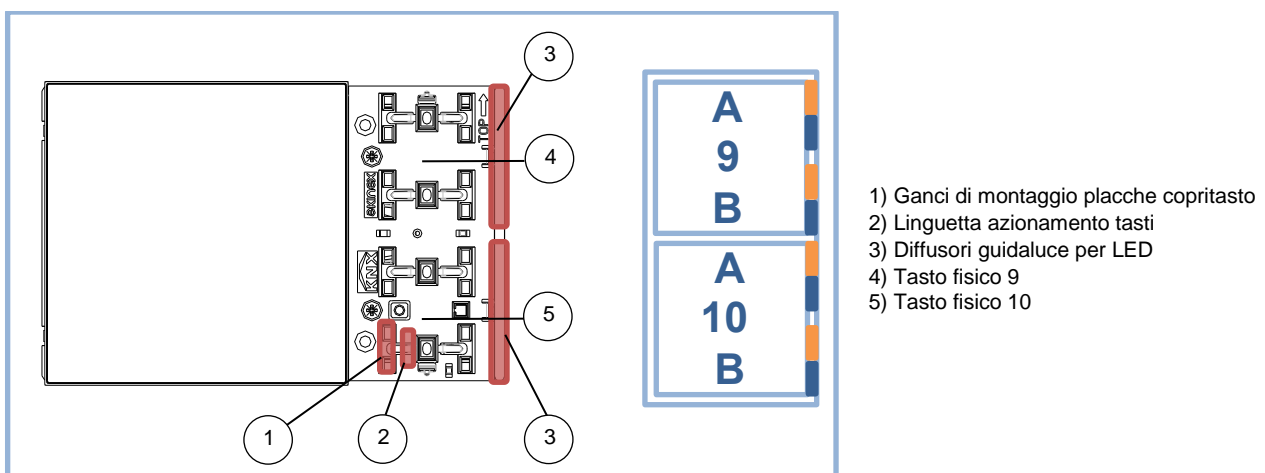 3
4
5
3
1
2
TOP
ekinex
KNX
A
9
B
A
10
B
1) Ganci di montaggio placche copritasto
2) Linguetta azionamento tasti
3) Diffusori guidaluce per LED
4) Tasto fisico 9
5) Tasto fisico 10